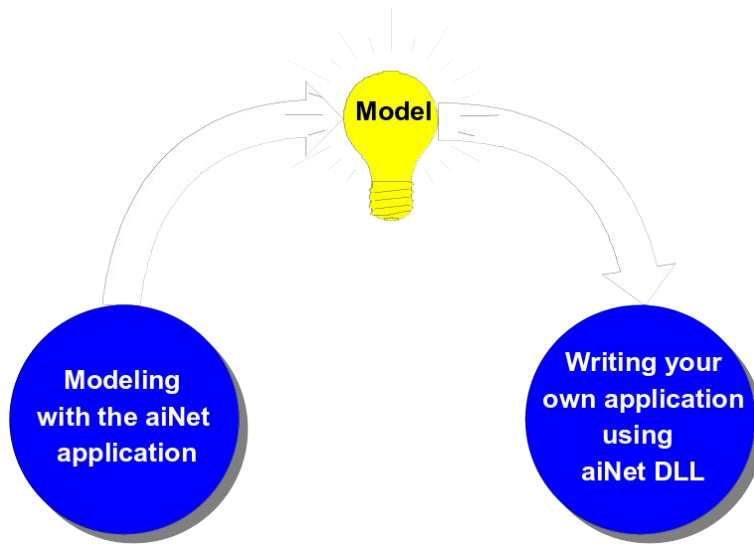 Model
Modeling
with the aiNet
application
Writing your
own application
using
aiNet DLL